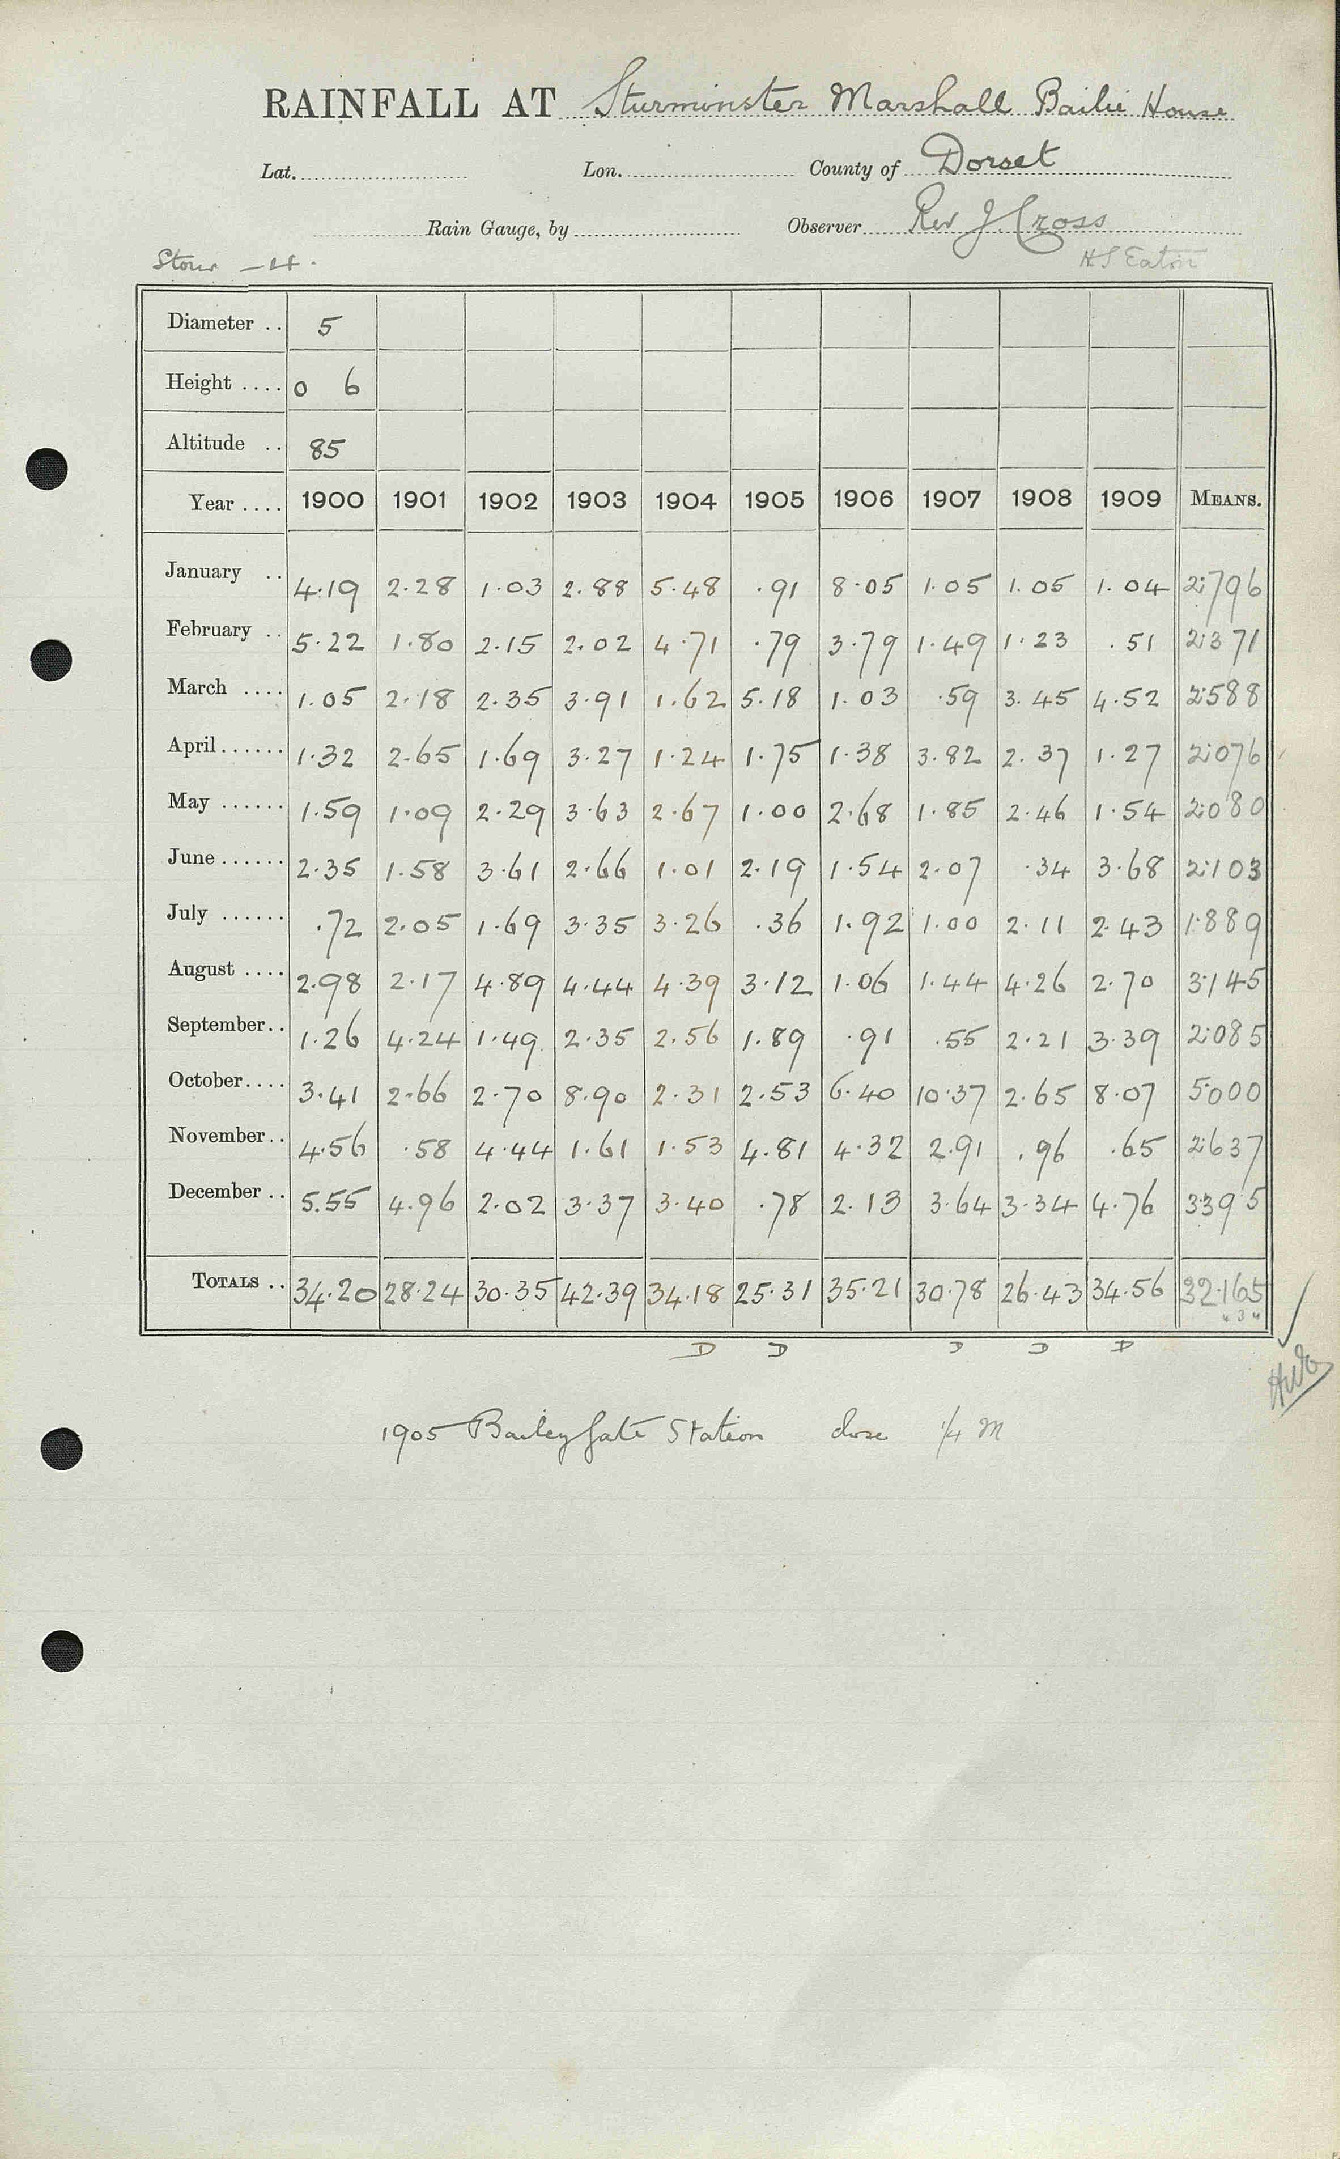 RAINFALL AT Sturminster Marshall Bailie House
Lat. Lon. County of Dorset
Rain Gauge, by Observer Rev J. Cross
Stour - 4. H S Eaton
Diameter .. 5
Height .... 0 6
Altitude .. 85
Year .... 1900 1901 1902 1903 1904 1905 1906 1907 1908 1909 MEANS.
January .. 4.19 2.28 1.03 2.88 5.48 .91 8.05 1.05 1.05 1.04 2.796
February .. 5.22 1.80 2.15 2.02 4.71 .79 3.79 1.49 1.23 .51 2.371
March .... 1.05 2.18 2.35 3.91 1.62 5.18 1.03 .59 3.45 4.52 2.588
April...... 1.32 2.65 1.69 3.27 1.24 1.75 1.38 3.82 2.37 1.27 2.076
May ...... 1.59 1.09 2.29 3.63 2.67 1.00 2.68 1.85 2.46 1.54 2.080
June...... 2.35 1.58 3.61 2.66 1.01 2.19 1.54 2.07 .34 3.68 2.103
July ...... .72 2.05 1.69 3.35 3.26 .36 1.92 1.00 2.11 2.43 1.889
August .... 2.98 2.17 4.89 4.44 4.39 3.12 1.06 1.44 4.26 2.70 3.145
September.. 1.26 4.24 1.49 2.35 2.56 1.89 .91 .55 2.21 3.39 2.085
October.... 3.41 2.66 2.70 8.90 2.31 2.53 6.40 10.37 2.65 8.07 5.000
November.. 4.56 .58 4.44 1.61 1.53 4.81 4.32 2.91 .96 .65 2.637
December .. 5.55 4.96 2.02 3.37 3.40 .78 2.13 3.64 3.34 4.76 3.395
TOTALS .. 34.20 28.24 30.35 42.39 34.18 25.31 35.21 30.78 26.43 34.56 32.165
" 3 "
D D D D D
1905 Bailey Gate Station close 1/4 M